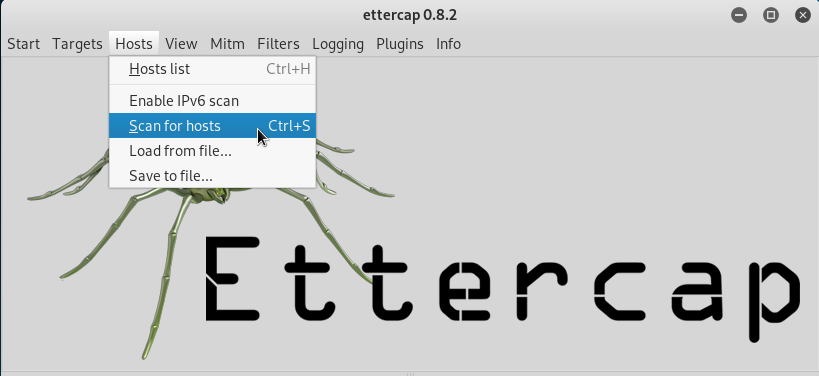 ettercap 0.8.2
Start Targets Hosts View Mitm Filters Logging Plugins Info
Hosts list Ctrl+H
Enable IPv6 scan
Scan for hosts Ctrl+S
Load from file...
Save to file...
Ettercap